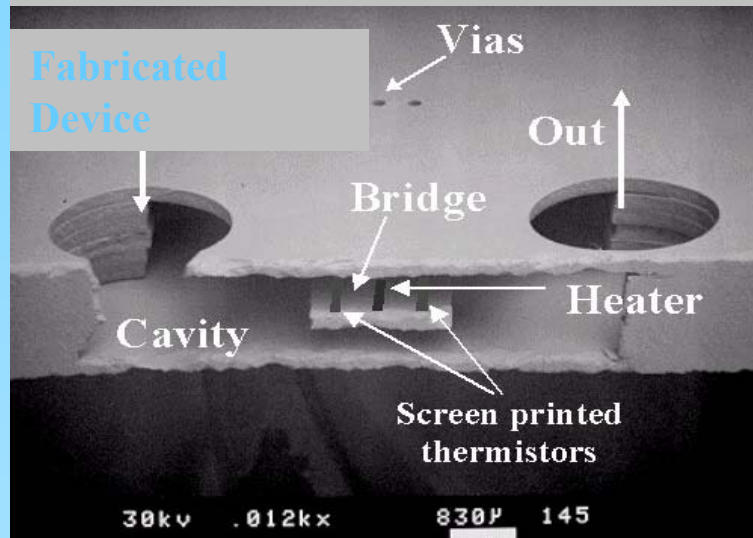 Vias
Fabricated
Device
Out
Bridge
Heater
Cavity
Screen printed
thermistors
30kv .012kx 830µ 145